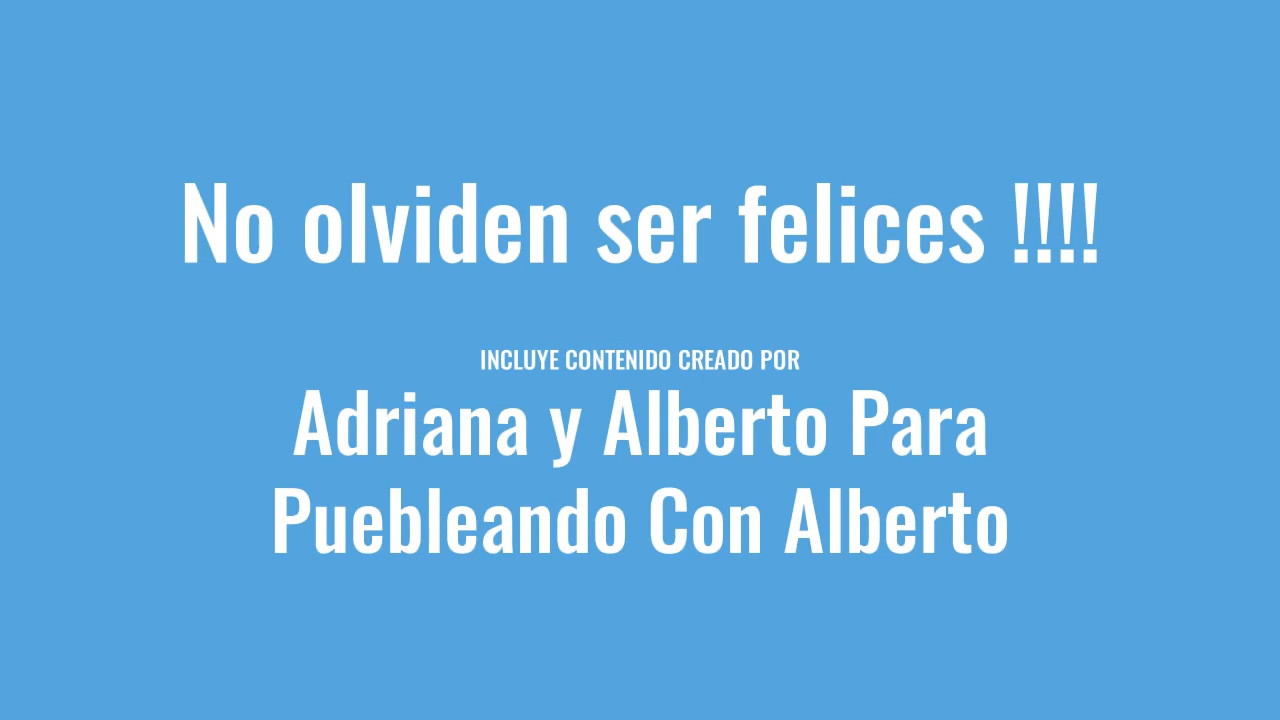 No olviden ser felices !!!!
INCLUYE CONTENIDO CREADO POR
Adriana y Alberto Para
Puebleando Con Alberto